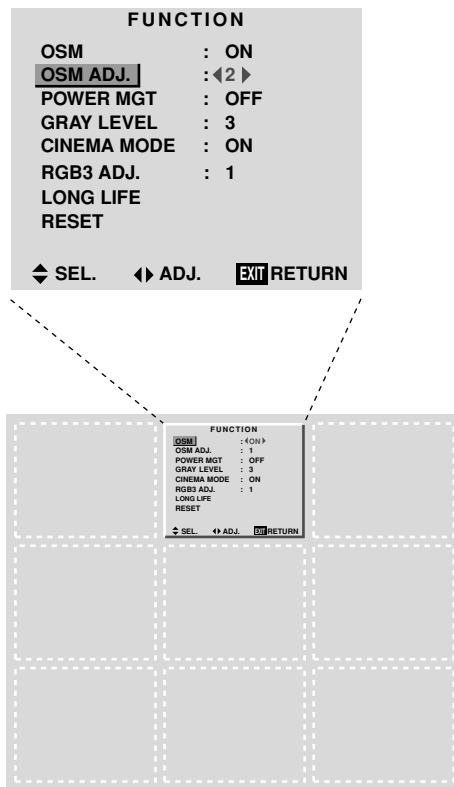 FUNCTION
OSM : ON
OSM ADJ. : 2
POWER MGT : OFF
GRAY LEVEL : 3
CINEMA MODE : ON
RGB3 ADJ. : 1
LONG LIFE
RESET
SEL. ADJ. EXIT RETURN
FUNCTION
OSM : ON
OSM ADJ. : 1
POWER MGT : OFF
GRAY LEVEL : 3
CINEMA MODE : ON
RGB3 ADJ. : 1
LONG LIFE
RESET
SEL. ADJ. EXIT RETURN